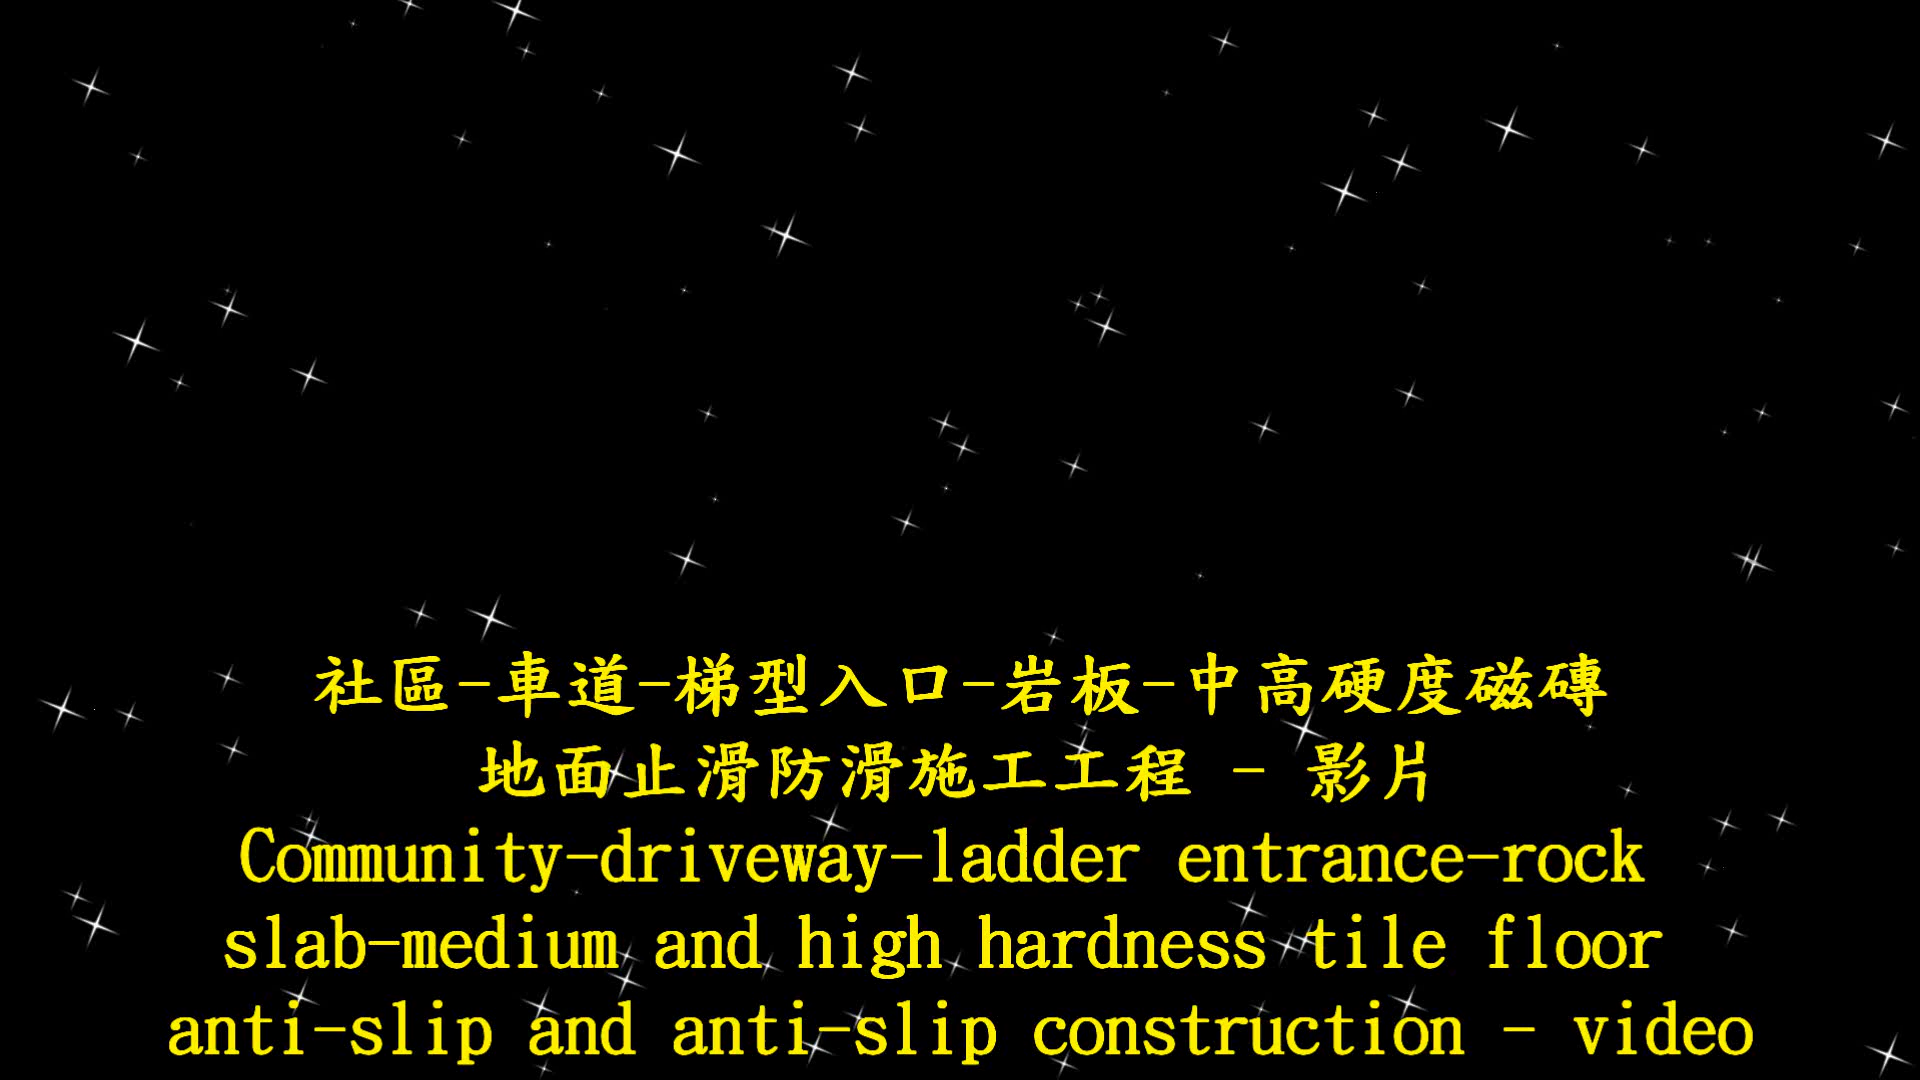 社區-車道-梯型入口-岩板-中高硬度磁磚
地面止滑防滑施工工程 - 影片
Community-driveway-ladder entrance-rock
slab-medium and high hardness tile floor
anti-slip and anti-slip construction - video